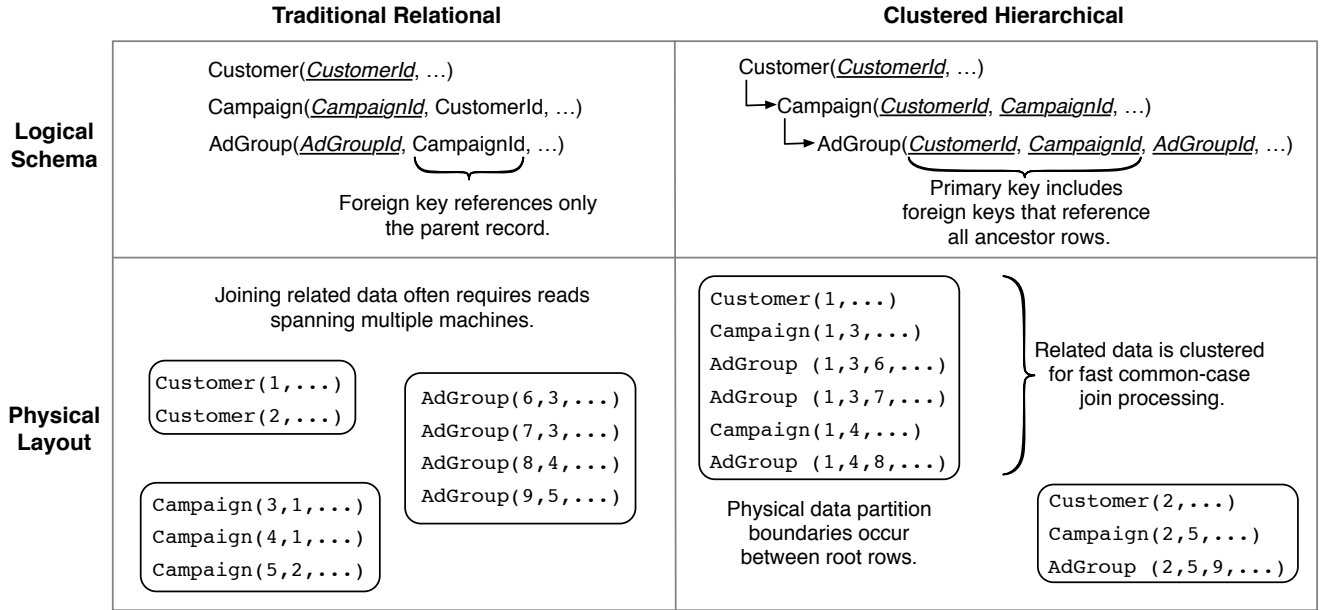 Traditional Relational
Clustered Hierarchical
Logical
Schema
Customer(CustomerId, …)
Campaign(CampaignId, CustomerId, …)
AdGroup(AdGroupId, CampaignId, …)
Foreign key references only
the parent record.
Customer(CustomerId, …)
Campaign(CustomerId, CampaignId, …)
AdGroup(CustomerId, CampaignId, AdGroupId, …)
Primary key includes
foreign keys that reference
all ancestor rows.
Physical
Layout
Joining related data often requires reads
spanning multiple machines.
Customer(1,...)
Customer(2,...)
AdGroup(6,3,...)
AdGroup(7,3,...)
AdGroup(8,4,...)
AdGroup(9,5,...)
Campaign(3,1,...)
Campaign(4,1,...)
Campaign(5,2,...)
Customer(1,...)
Campaign(1,3,...)
AdGroup (1,3,6,...)
AdGroup (1,3,7,...)
Campaign(1,4,...)
AdGroup (1,4,8,...)
Related data is clustered
for fast common-case
join processing.
Physical data partition
boundaries occur
between root rows.
Customer(2,...)
Campaign(2,5,...)
AdGroup (2,5,9,...)